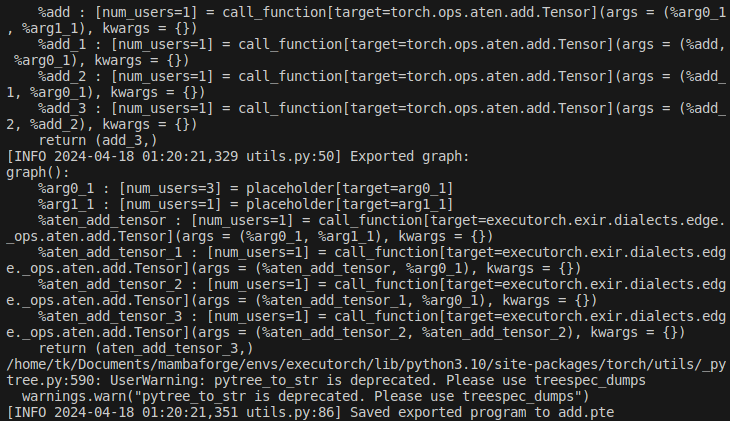 %add : [num_users=1] = call_function[target=torch.ops.aten.add.Tensor](args = (%arg0_1
, %arg1_1), kwargs = {})
    %add_1 : [num_users=1] = call_function[target=torch.ops.aten.add.Tensor](args = (%add,
 %arg0_1), kwargs = {})
    %add_2 : [num_users=1] = call_function[target=torch.ops.aten.add.Tensor](args = (%add_
1, %arg0_1), kwargs = {})
    %add_3 : [num_users=1] = call_function[target=torch.ops.aten.add.Tensor](args = (%add_
2, %add_2), kwargs = {})
    return (add_3,)
[INFO 2024-04-18 01:20:21,329 utils.py:50] Exported graph:
graph():
    %arg0_1 : [num_users=3] = placeholder[target=arg0_1]
    %arg1_1 : [num_users=1] = placeholder[target=arg1_1]
    %aten_add_tensor : [num_users=1] = call_function[target=executorch.exir.dialects.edge.
_ops.aten.add.Tensor](args = (%arg0_1, %arg1_1), kwargs = {})
    %aten_add_tensor_1 : [num_users=1] = call_function[target=executorch.exir.dialects.edg
e._ops.aten.add.Tensor](args = (%aten_add_tensor, %arg0_1), kwargs = {})
    %aten_add_tensor_2 : [num_users=1] = call_function[target=executorch.exir.dialects.edg
e._ops.aten.add.Tensor](args = (%aten_add_tensor_1, %arg0_1), kwargs = {})
    %aten_add_tensor_3 : [num_users=1] = call_function[target=executorch.exir.dialects.edg
e._ops.aten.add.Tensor](args = (%aten_add_tensor_2, %aten_add_tensor_2), kwargs = {})
    return (aten_add_tensor_3,)
/home/tk/Documents/mambaforge/envs/executorch/lib/python3.10/site-packages/torch/utils/_py
tree.py:590: UserWarning: pytree_to_str is deprecated. Please use treespec_dumps
  warnings.warn("pytree_to_str is deprecated. Please use treespec_dumps")
[INFO 2024-04-18 01:20:21,351 utils.py:86] Saved exported program to add.pte